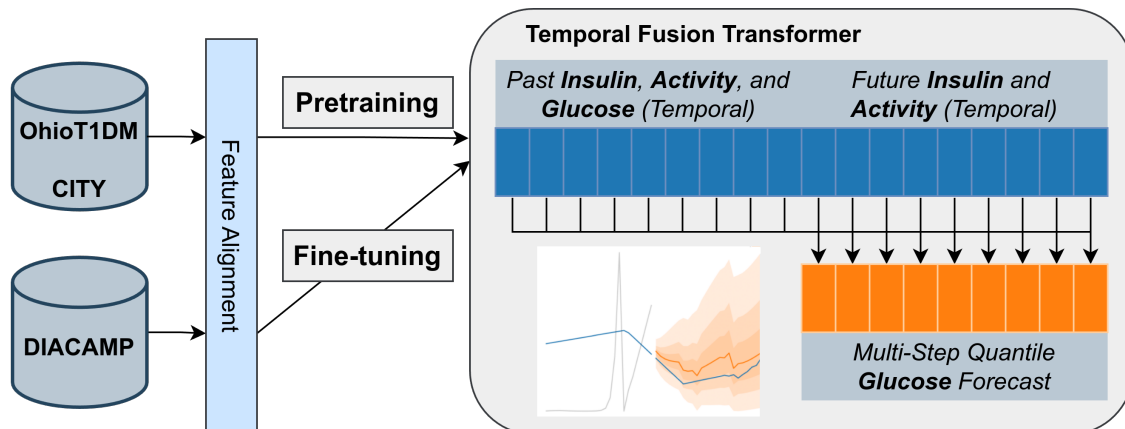 OhioT1DM
CITY
DIACAMP
Feature Alignment
Pretraining
Fine-tuning
Temporal Fusion Transformer
Past Insulin, Activity, and
Glucose (Temporal)
Future Insulin and
Activity (Temporal)
Multi-Step Quantile
Glucose Forecast